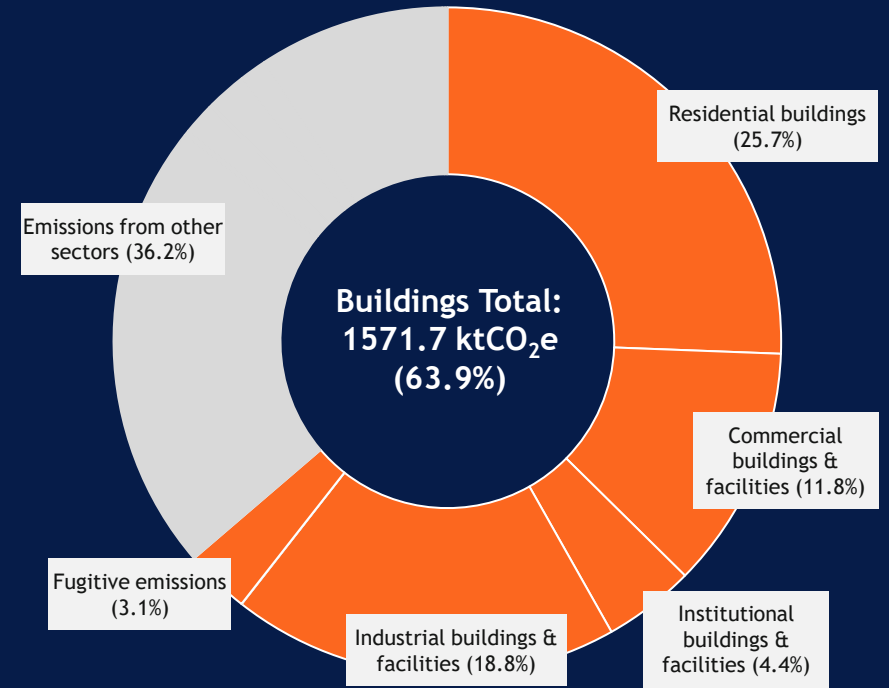 Residential buildings
(25.7%)
Emissions from other
sectors (36.2%)
Buildings Total:
1571.7 ktCO₂e
(63.9%)
Commercial
buildings &
facilities (11.8%)
Fugitive emissions
(3.1%)
Industrial buildings &
facilities (18.8%)
Institutional
buildings &
facilities (4.4%)